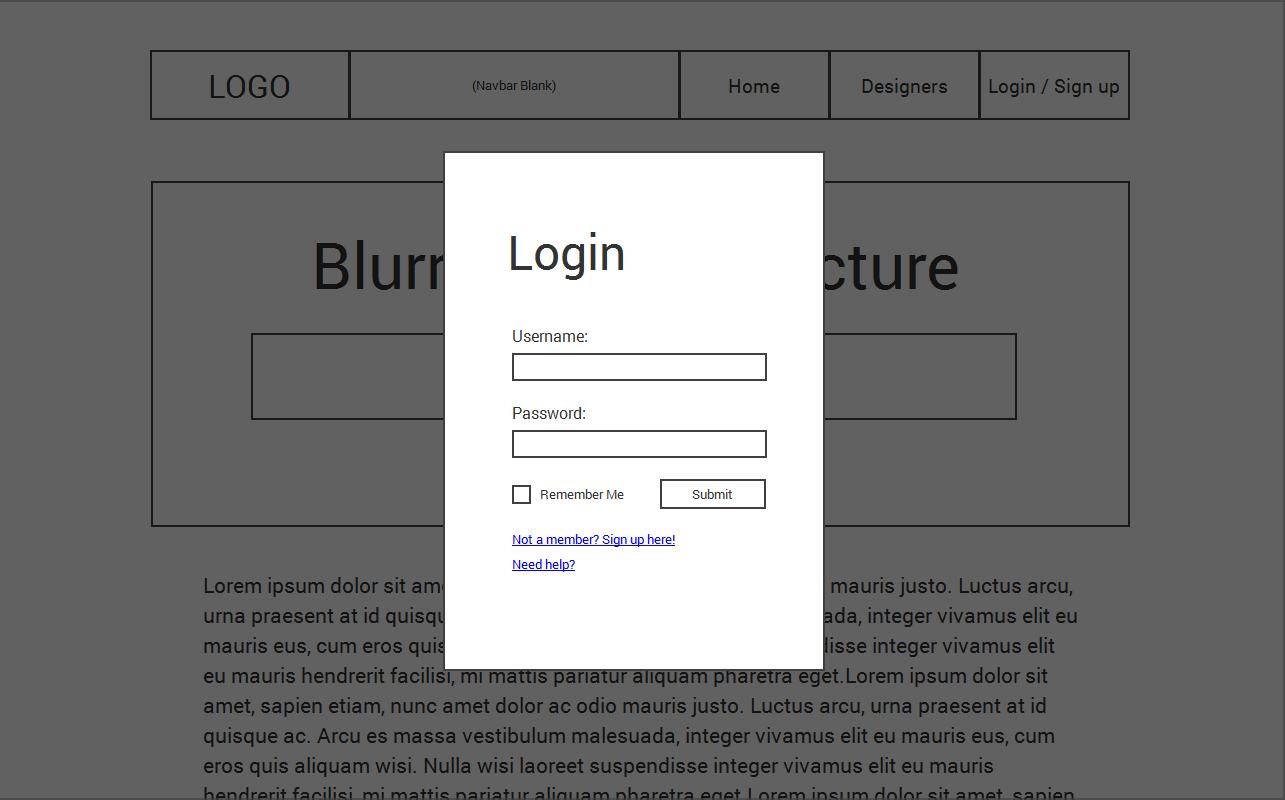 LOGO
(Navbar Blank)
Home
Designers
Login / Sign up
Blurr cture
Login
Username:
Password:
Remember Me
Submit
Not a member? Sign up here!
Need help?
Lorem ipsum dolor sit am mauris justo. Luctus arcu,
urna praesent at id quisqu ada, integer vivamus elit eu
mauris eus, cum eros quis disse integer vivamus elit
eu mauris hendrerit facilisi, mi mattis pariatur aliquam pharetra eget.Lorem ipsum dolor sit
amet, sapien etiam, nunc amet dolor ac odio mauris justo. Luctus arcu, urna praesent at id
quisque ac. Arcu es massa vestibulum malesuada, integer vivamus elit eu mauris eus, cum
eros quis aliquam wisi. Nulla wisi laoreet suspendisse integer vivamus elit eu mauris
hendrerit facilisi, mi mattis pariatur aliquam pharetra eget.Lorem ipsum dolor sit amet, sapien